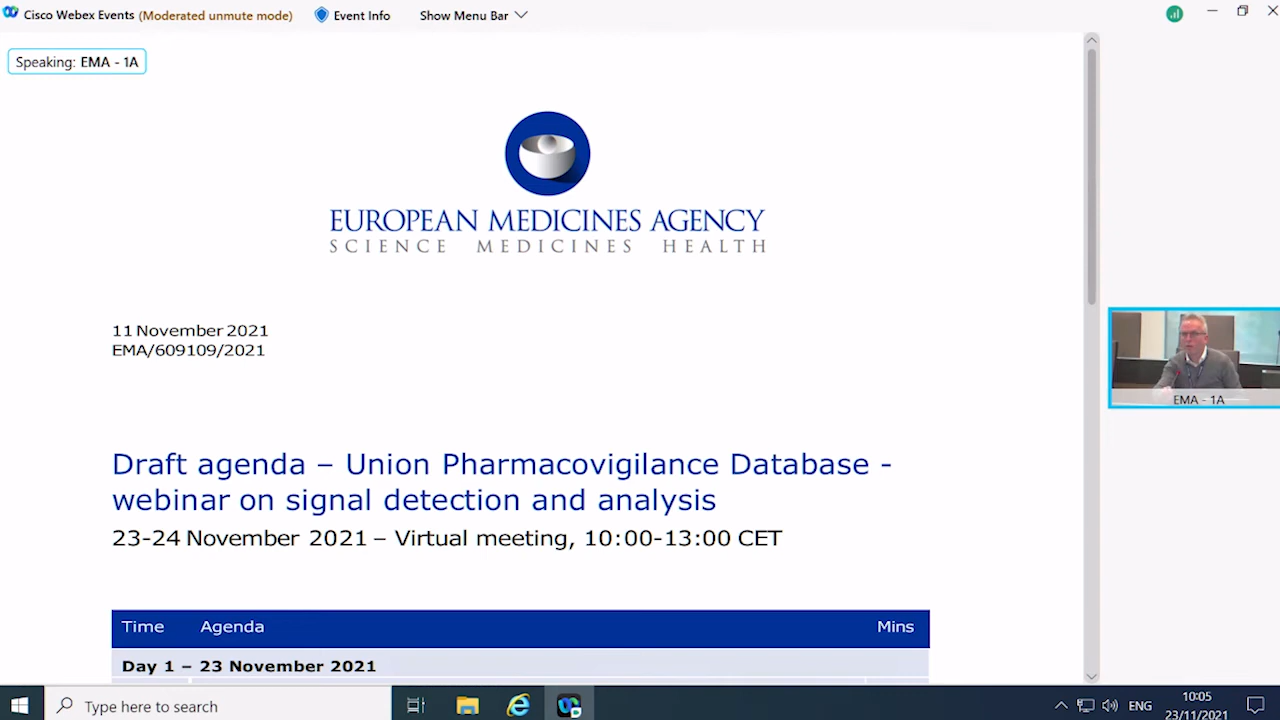 Cisco Webex Events (Moderated unmute mode) Event Info Show Menu Bar
Speaking: EMA - 1A
EUROPEAN MEDICINES AGENCY
SCIENCE MEDICINES HEALTH
11 November 2021
EMA/609109/2021
EMA - 1A
Draft agenda – Union Pharmacovigilance Database -
webinar on signal detection and analysis
23-24 November 2021 – Virtual meeting, 10:00-13:00 CET
Time Agenda Mins
Day 1 – 23 November 2021
Type here to search
ENG
10:05
23/11/2021